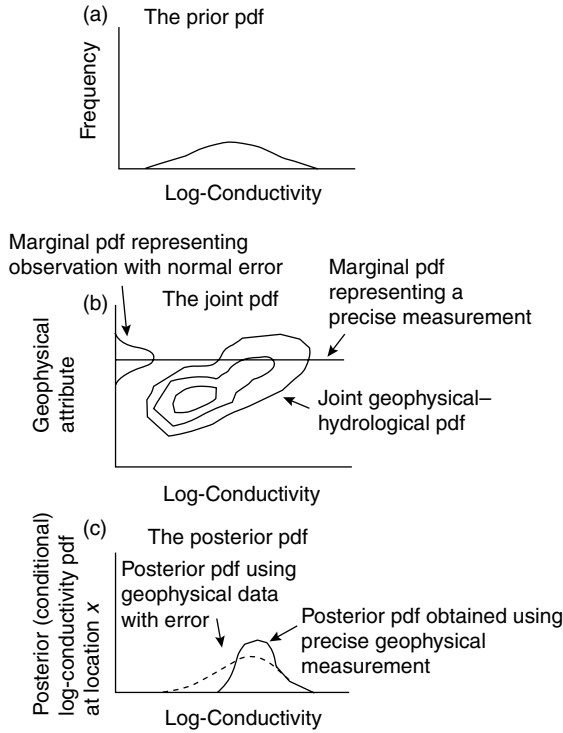 (a)
The prior pdf
Frequency
Log-Conductivity
Marginal pdf representing
observation with normal error
Marginal pdf
representing a
precise measurement
(b)
The joint pdf
Geophysical
attribute
Joint geophysical–
hydrological pdf
Log-Conductivity
(c)
The posterior pdf
Posterior (conditional)
log-conductivity pdf
at location x
Posterior pdf using
geophysical data
with error
Posterior pdf obtained using
precise geophysical
measurement
Log-Conductivity